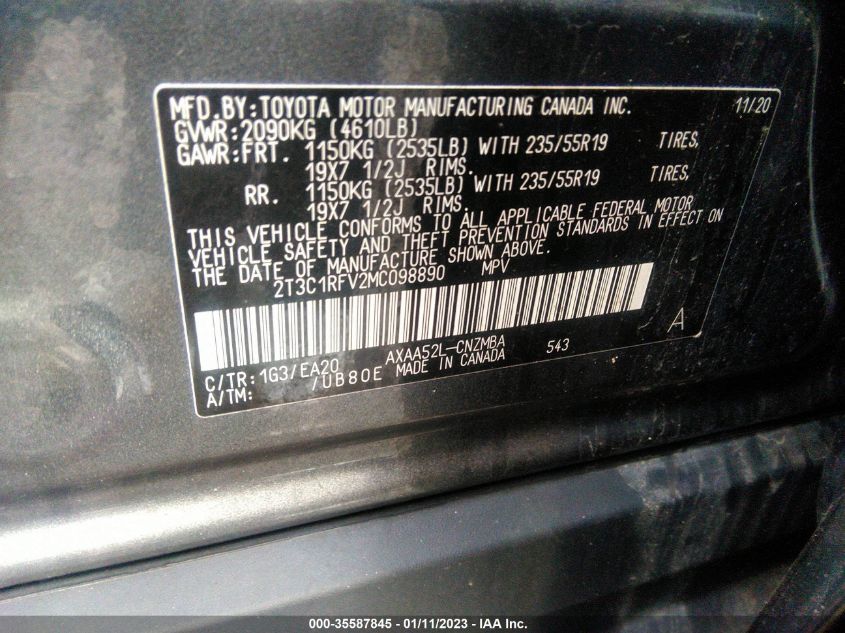 MFD.BY:TOYOTA MOTOR MANUFACTURING CANADA INC. 11/20
GVWR:2090KG (4610LB)
GAWR:FRT. 1150KG (2535LB) WITH 235/55R19 TIRES,
19X7 1/2J RIMS.
RR. 1150KG (2535LB) WITH 235/55R19 TIRES,
19X7 1/2J RIMS.
THIS VEHICLE CONFORMS TO ALL APPLICABLE FEDERAL MOTOR
VEHICLE SAFETY AND THEFT PREVENTION STANDARDS IN EFFECT ON
THE DATE OF MANUFACTURE SHOWN ABOVE.
2T3C1RFV2MC098890 MPV
A
C/TR:1G3/EA20 AXAA52L-CNZMBA 543
A/TM: /UB80E MADE IN CANADA
000-35587845 - 01/11/2023 - IAA Inc.